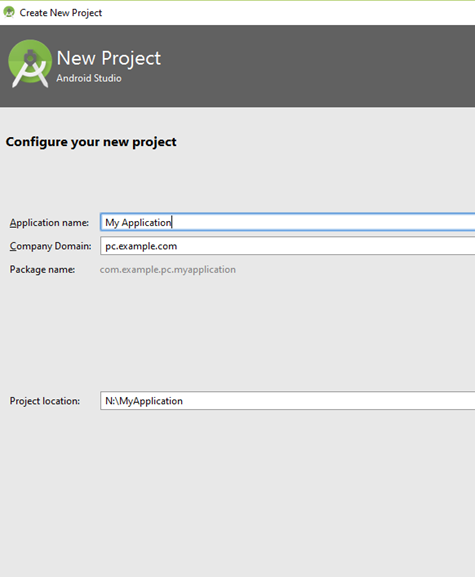 Create New Project
New Project
Android Studio
Configure your new project
Application name: My Application
Company Domain: pc.example.com
Package name: com.example.pc.myapplication
Project location: N:\MyApplication